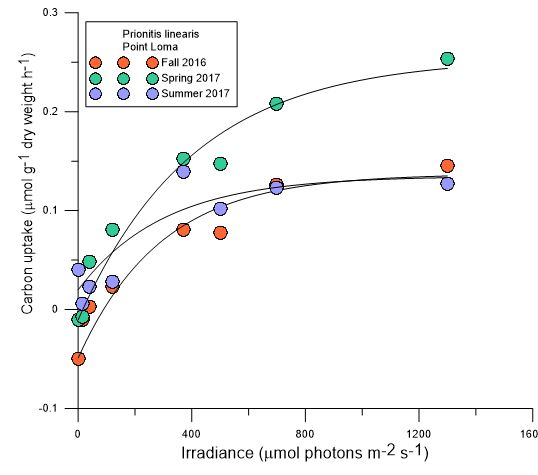 0.3
Prionitis linearis
Point Loma
Fall 2016
Spring 2017
Summer 2017
0.2
0.1
0
-0.1
Carbon uptake (μmol g-1 dry weight h-1)
0 400 800 1200 160
Irradiance (μmol photons m-2 s-1)